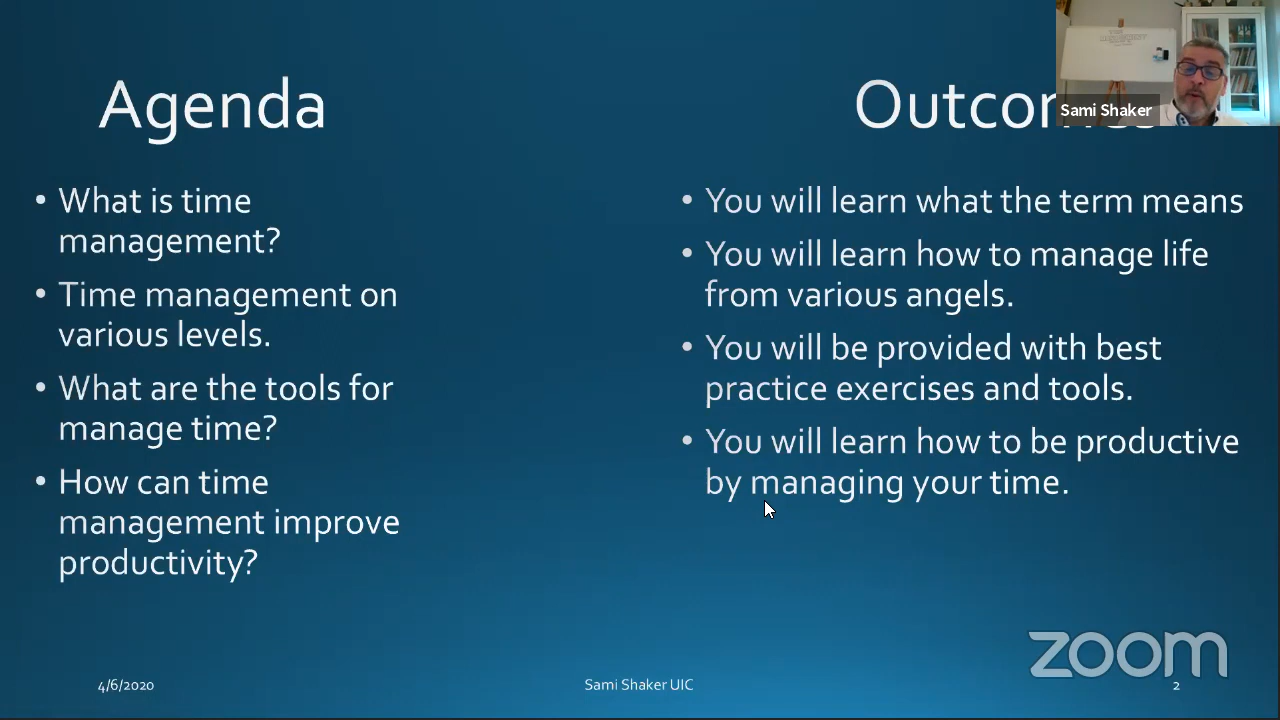 Agenda
• What is time
management?
• Time management on
various levels.
• What are the tools for
manage time?
• How can time
management improve
productivity?
• You will learn what the term means
• You will learn how to manage life
from various angels.
• You will be provided with best
practice exercises and tools.
• You will learn how to be productive
by managing your time.
Sami Shaker
zoom
4/6/2020
Sami Shaker UIC
2